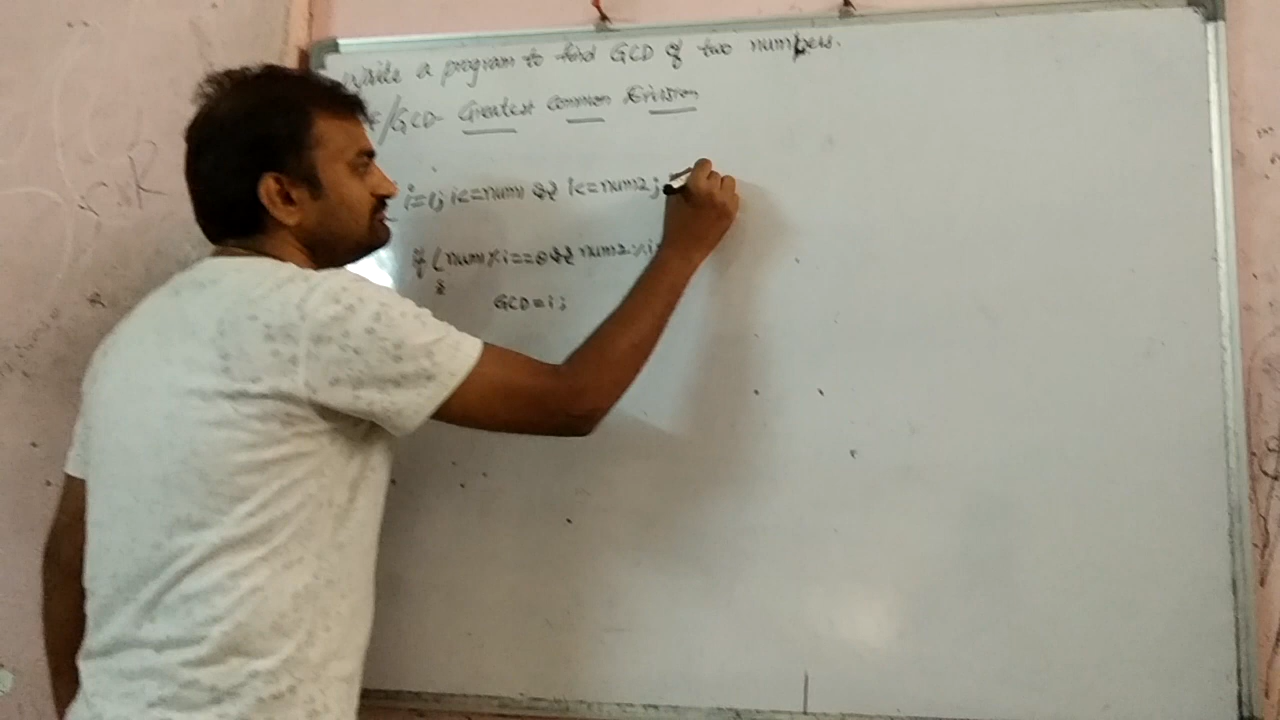 Write a program to find GCD of two numbers.
/GCD- Greatest Common Division
i=1; i<=num1 && i<=num2;
if (num1%i==0&& num2%i
{
GCD=i;